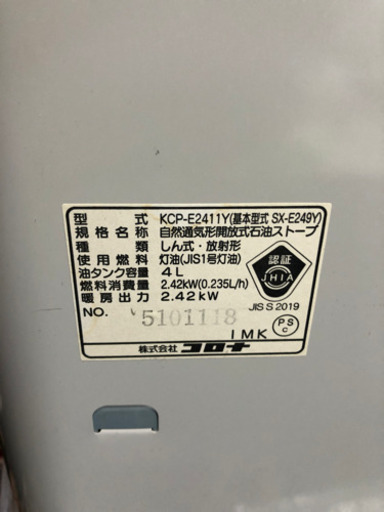 型 式 KCP-E2411Y(基本型式 SX-E249Y)
規格名称 自然通気形開放式石油ストーブ
種類 しん式・放射形
使用燃料 灯油(JIS1号灯油)
油タンク容量 4L
燃料消費量 2.42kW(0.235L/h)
暖房出力 2.42kW
認証
JHIA
JIS S 2019
NO. 5101118
1MK
PS
C
株式会社 コロナ